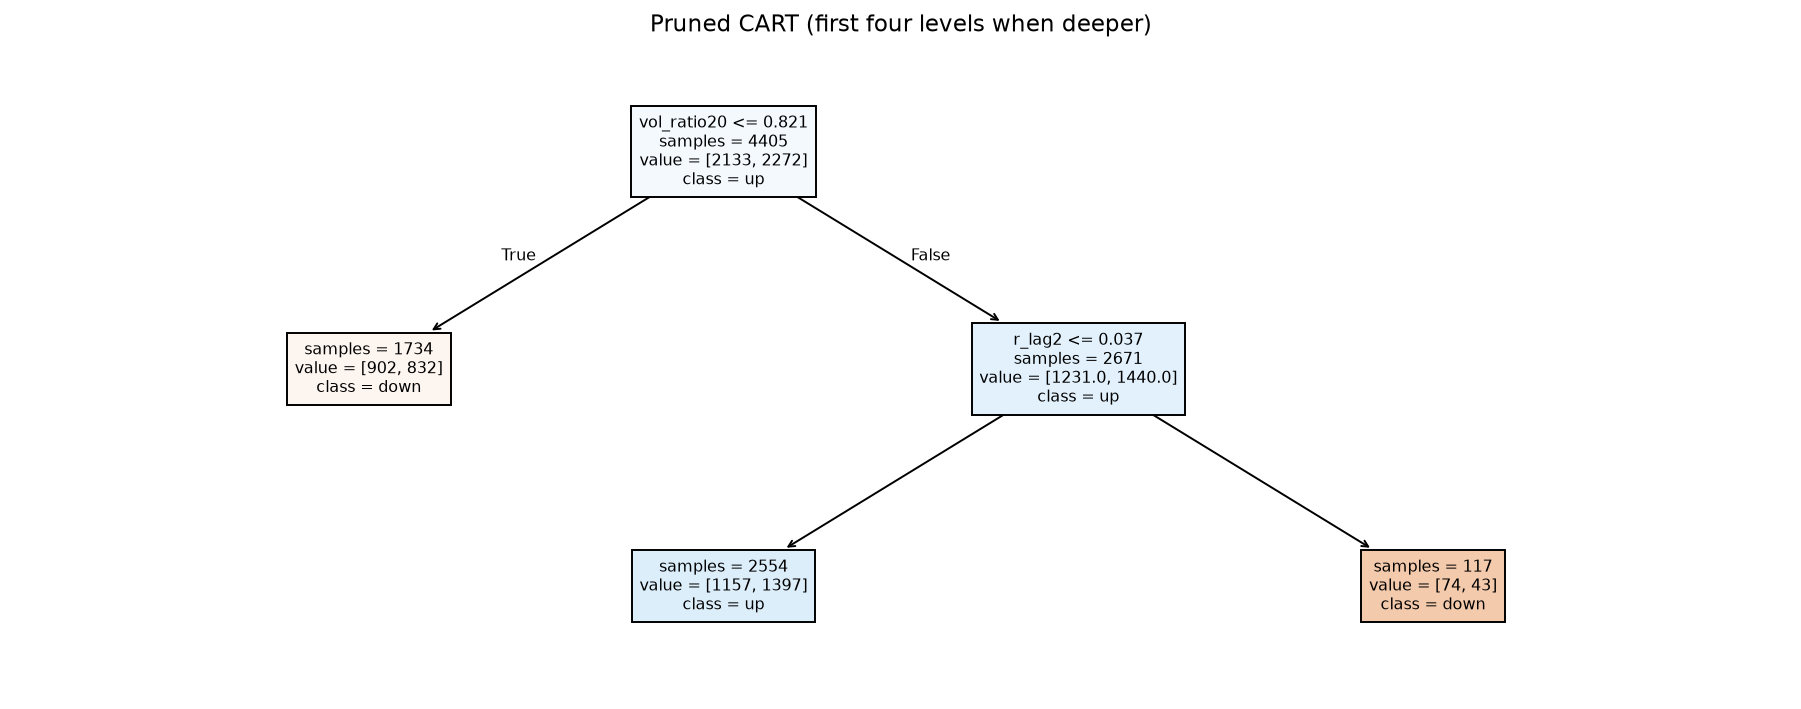 Pruned CART (first four levels when deeper)
vol_ratio20 <= 0.821
samples = 4405
value = [2133, 2272]
class = up
True
False
samples = 1734
value = [902, 832]
class = down
r_lag2 <= 0.037
samples = 2671
value = [1231.0, 1440.0]
class = up
samples = 2554
value = [1157, 1397]
class = up
samples = 117
value = [74, 43]
class = down